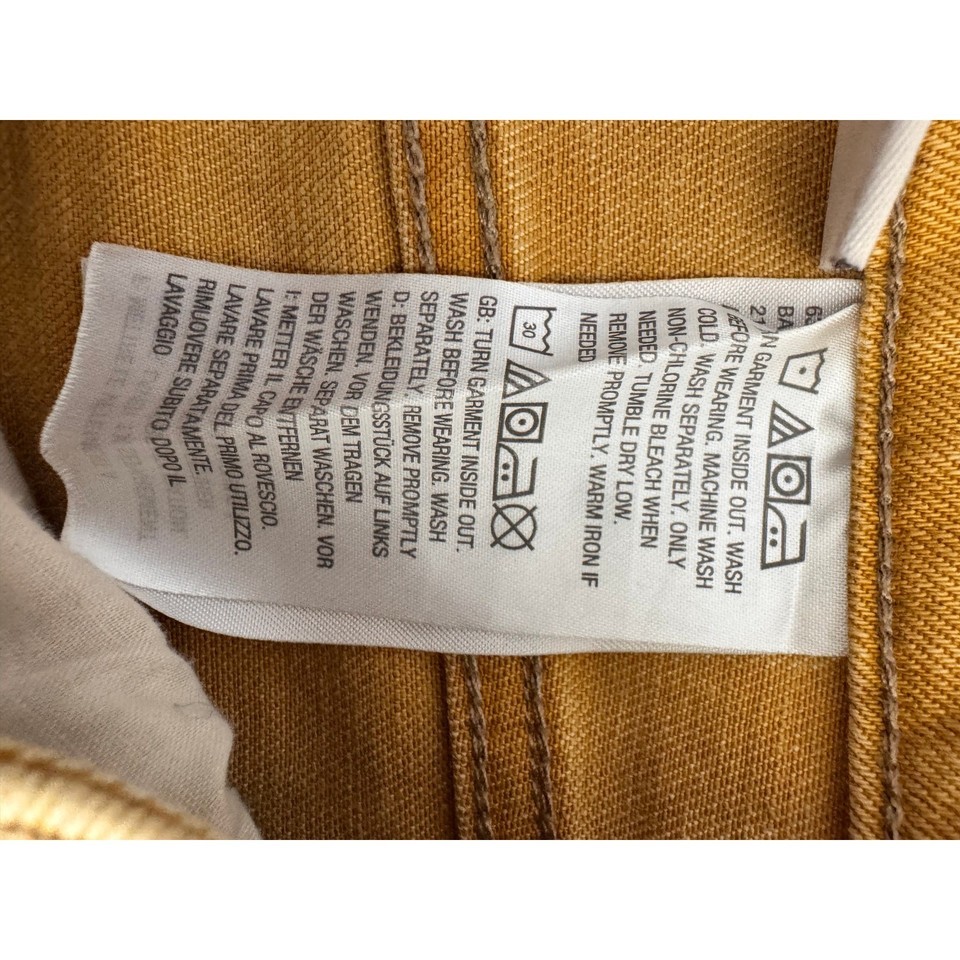 TURN GARMENT INSIDE OUT. WASH
BEFORE WEARING. MACHINE WASH
COLD. WASH SEPARATELY. ONLY
NON-CHLORINE BLEACH WHEN
NEEDED. TUMBLE DRY LOW.
REMOVE PROMPTLY. WARM IRON IF
NEEDED
30
GB: TURN GARMENT INSIDE OUT.
WASH BEFORE WEARING. WASH
SEPARATELY. REMOVE PROMPTLY
D: BEKLEIDUNGSSTÜCK AUF LINKS
WENDEN. VOR DEM TRAGEN
WASCHEN. SEPARAT WASCHEN. VOR
DER WÄSCHE ENTFERNEN
I: METTER IL CAPO AL ROVESCIO.
LAVARE PRIMA DEL PRIMO UTILIZZO.
LAVARE SEPARATAMENTE.
RIMUOVERE SUBITO DOPO IL
LAVAGGIO